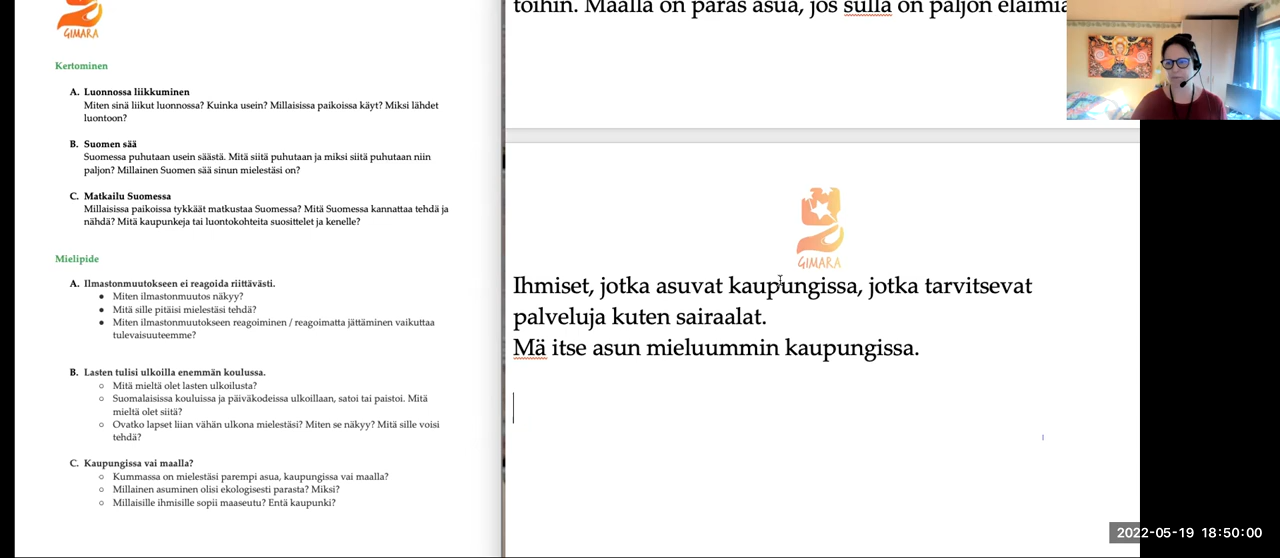 GIMARA
Kertominen
A. Luonnossa liikkuminen
Miten sinä liikut luonnossa? Kuinka usein? Millaisissa paikoissa käyt? Miksi lähdet
luontoon?
B. Suomen sää
Suomessa puhutaan usein säästä. Mitä siitä puhutaan ja miksi siitä puhutaan niin
paljon? Millainen Suomen sää sinun mielestäsi on?
C. Matkailu Suomessa
Millaisissa paikoissa tykkäät matkustaa Suomessa? Mitä Suomessa kannattaa tehdä ja
nähdä? Mitä kaupunkeja tai luontokohteita suosittelet ja kenelle?
Mielipide
A. Ilmastonmuutokseen ei reagoida riittävästi.
● Miten ilmastonmuutos näkyy?
● Mitä sille pitäisi mielestäsi tehdä?
● Miten ilmastonmuutokseen reagoiminen / reagoimatta jättäminen vaikuttaa
tulevaisuuteemme?
B. Lasten tulisi ulkoilla enemmän koulussa.
○ Mitä mieltä olet lasten ulkoilusta?
○ Suomalaisissa kouluissa ja päiväkodeissa ulkoillaan, satoi tai paistoi. Mitä
mieltä olet siitä?
○ Ovatko lapset liian vähän ulkona mielestäsi? Miten se näkyy? Mitä sille voisi
tehdä?
C. Kaupungissa vai maalla?
○ Kummassa on mielestäsi parempi asua, kaupungissa vai maalla?
○ Millainen asuminen olisi ekologisesti parasta? Miksi?
○ Millaisille ihmisille sopii maaseutu? Entä kaupunki?
toihin. Maalla on paras asua, jos sulla on paljon eläimiä
GIMARA
Ihmiset, jotka asuvat kaupungissa, jotka tarvitsevat
palveluja kuten sairaalat.
Mä itse asun mieluummin kaupungissa.
2022-05-19 18:50:00